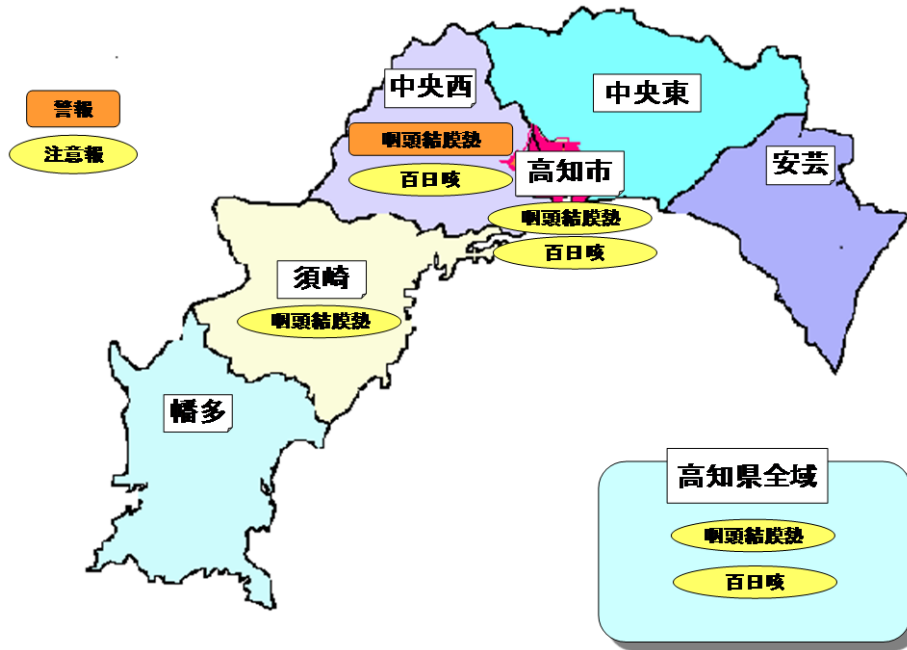 警報
注意報
中央西
咽頭結膜熱
百日咳
中央東
高知市
咽頭結膜熱
百日咳
安芸
須崎
咽頭結膜熱
幡多
高知県全域
咽頭結膜熱
百日咳